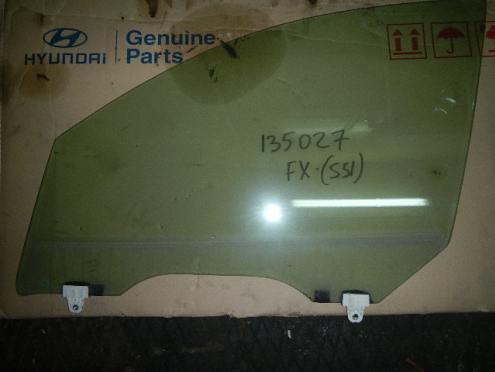 HYUNDAI
Genuine
Parts
135027
FX.(SSI)